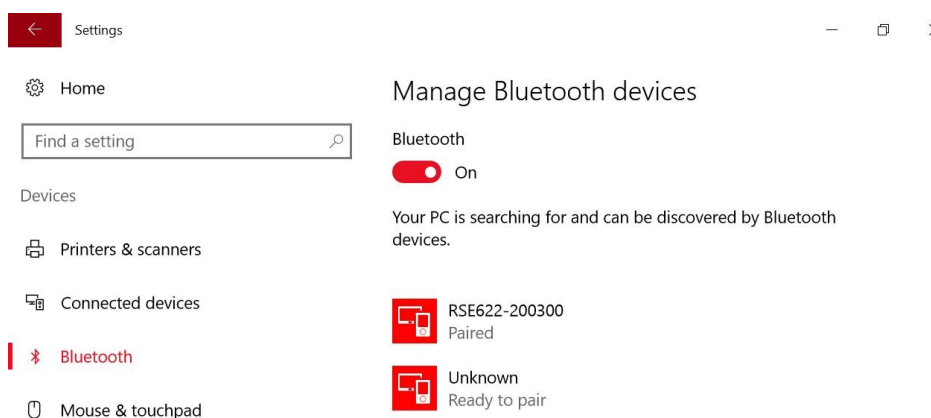 Settings
Home
Find a setting
Devices
Printers & scanners
Connected devices
Bluetooth
Mouse & touchpad
Manage Bluetooth devices
Bluetooth
On
Your PC is searching for and can be discovered by Bluetooth
devices.
RSE622-200300
Paired
Unknown
Ready to pair